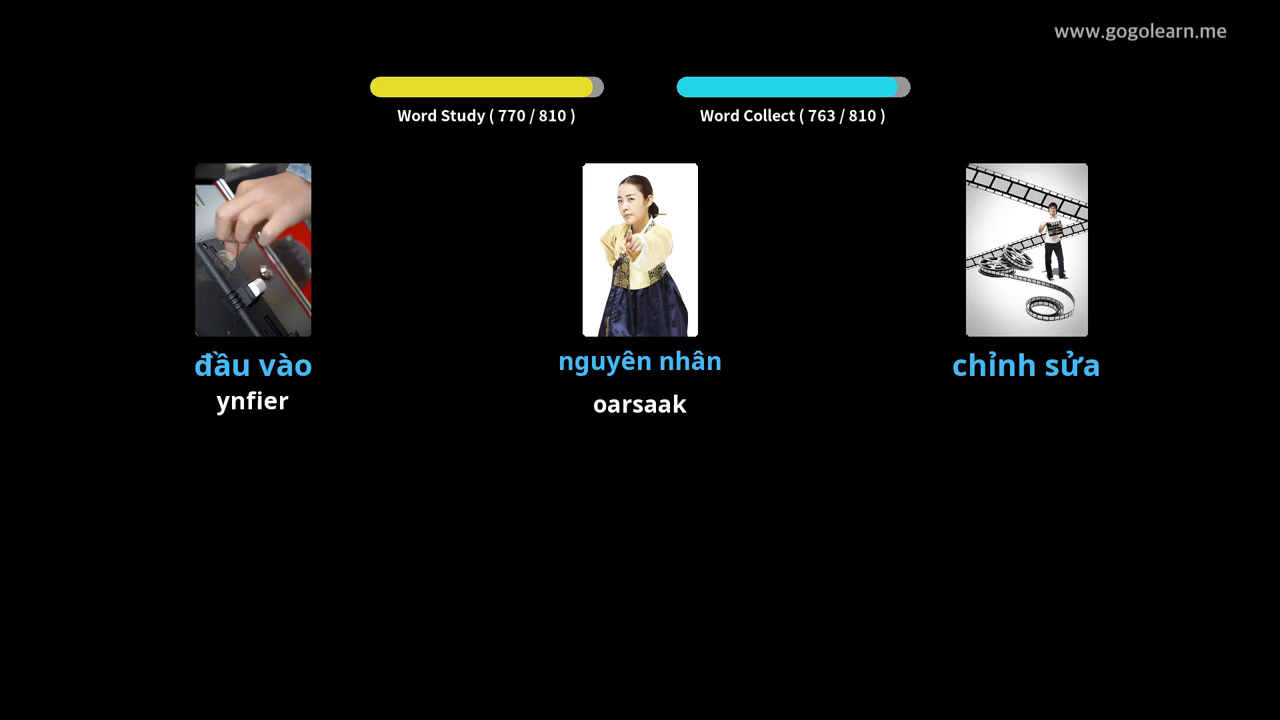 www.gogolearn.me
Word Study ( 770 / 810 )
Word Collect ( 763 / 810 )
đầu vào
ynfier
nguyên nhân
oarsaak
chỉnh sửa